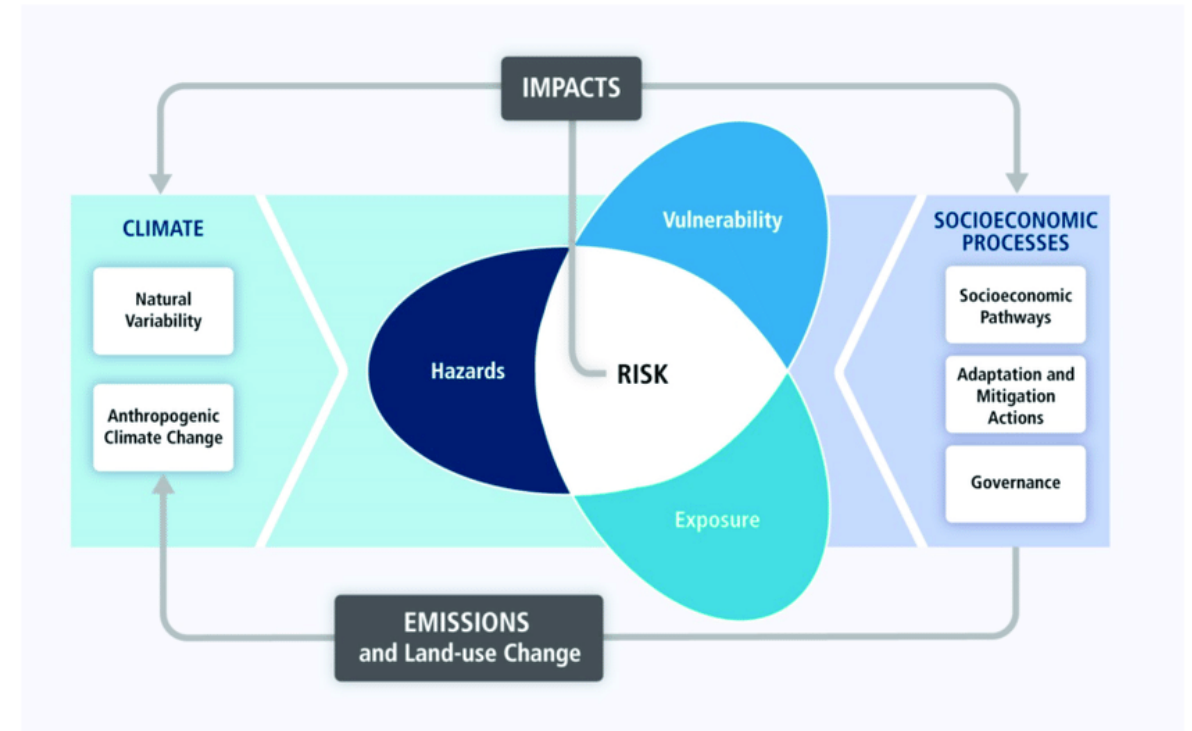 IMPACTS
CLIMATE
Natural
Variability
Anthropogenic
Climate Change
Vulnerability
Hazards
RISK
Exposure
SOCIOECONOMIC
PROCESSES
Socioeconomic
Pathways
Adaptation and
Mitigation
Actions
Governance
EMISSIONS
and Land-use Change